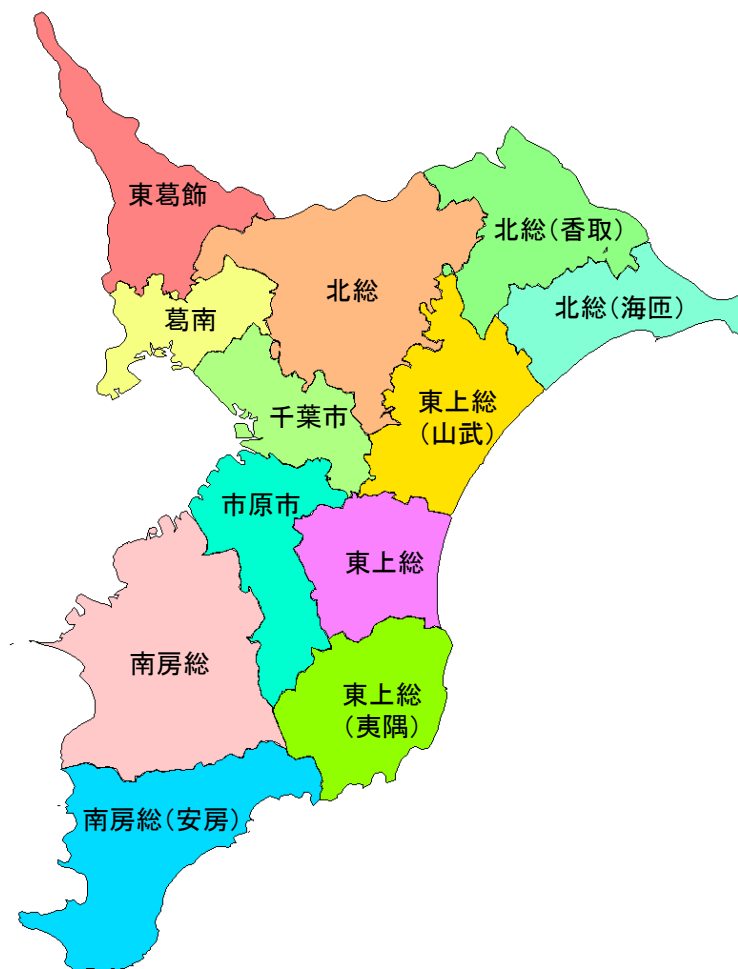 東葛飾
北総（香取）
北総
北総（海匝）
葛南
東上総
（山武）
千葉市
市原市
東上総
南房総
東上総
（夷隅）
南房総（安房）